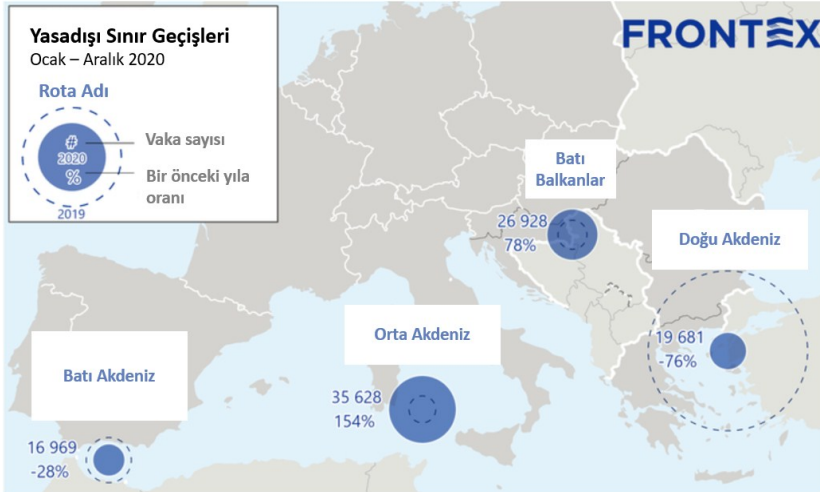 Yasadışı Sınır Geçişleri
Ocak – Aralık 2020
Rota Adı
#
2020
%
2019
Vaka sayısı
Bir önceki yıla
oranı
FRONTEX
Batı
Balkanlar
26 928
78%
Doğu Akdeniz
19 681
-76%
Orta Akdeniz
35 628
154%
Batı Akdeniz
16 969
-28%